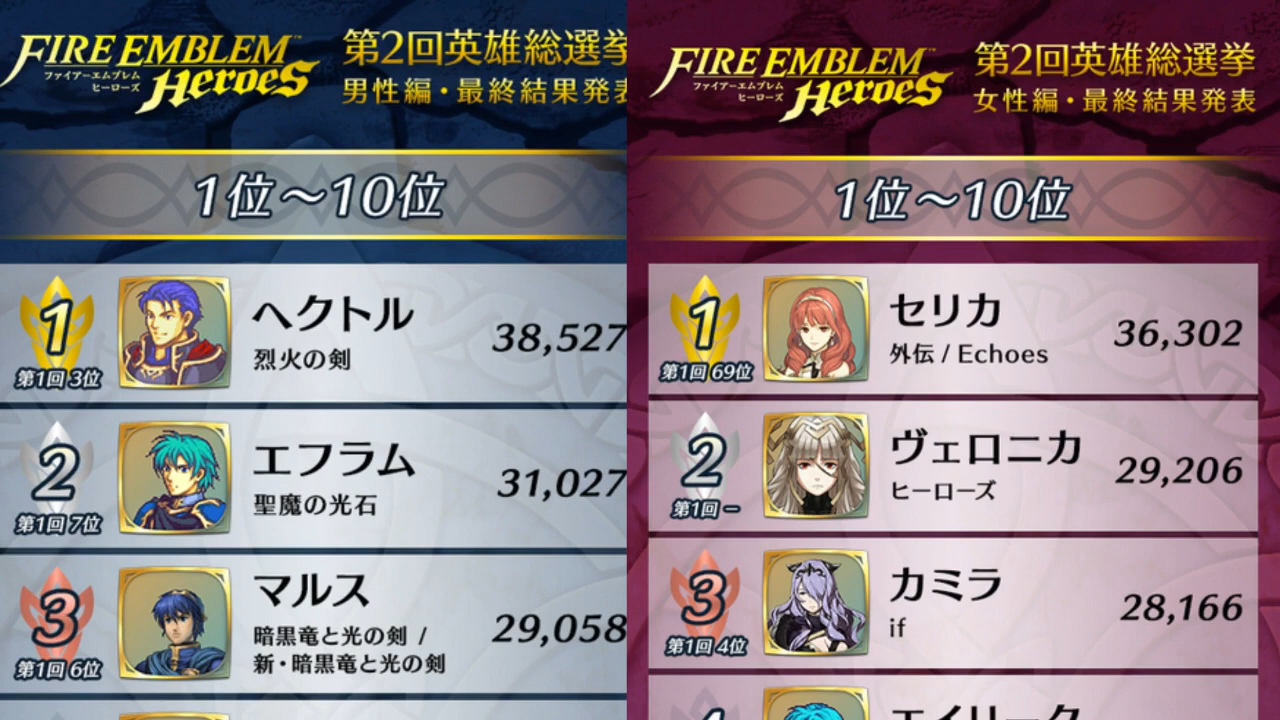 FIRE EMBLEM™
ファイアーエムブレム
ヒーローズ
Heroes
第2回英雄総選挙
男性編・最終結果発表
1位〜10位
1
第1回 3位
ヘクトル
烈火の剣
38,527
2
第1回 7位
エフラム
聖魔の光石
31,027
3
第1回 6位
マルス
暗黒竜と光の剣 /
新・暗黒竜と光の剣
29,058
FIRE EMBLEM™
ファイアーエムブレム
ヒーローズ
Heroes
第2回英雄総選挙
女性編・最終結果発表
1位〜10位
1
第1回 69位
セリカ
外伝 / Echoes
36,302
2
第1回 −
ヴェロニカ
ヒーローズ
29,206
3
第1回 4位
カミラ
if
28,166
エイリーク